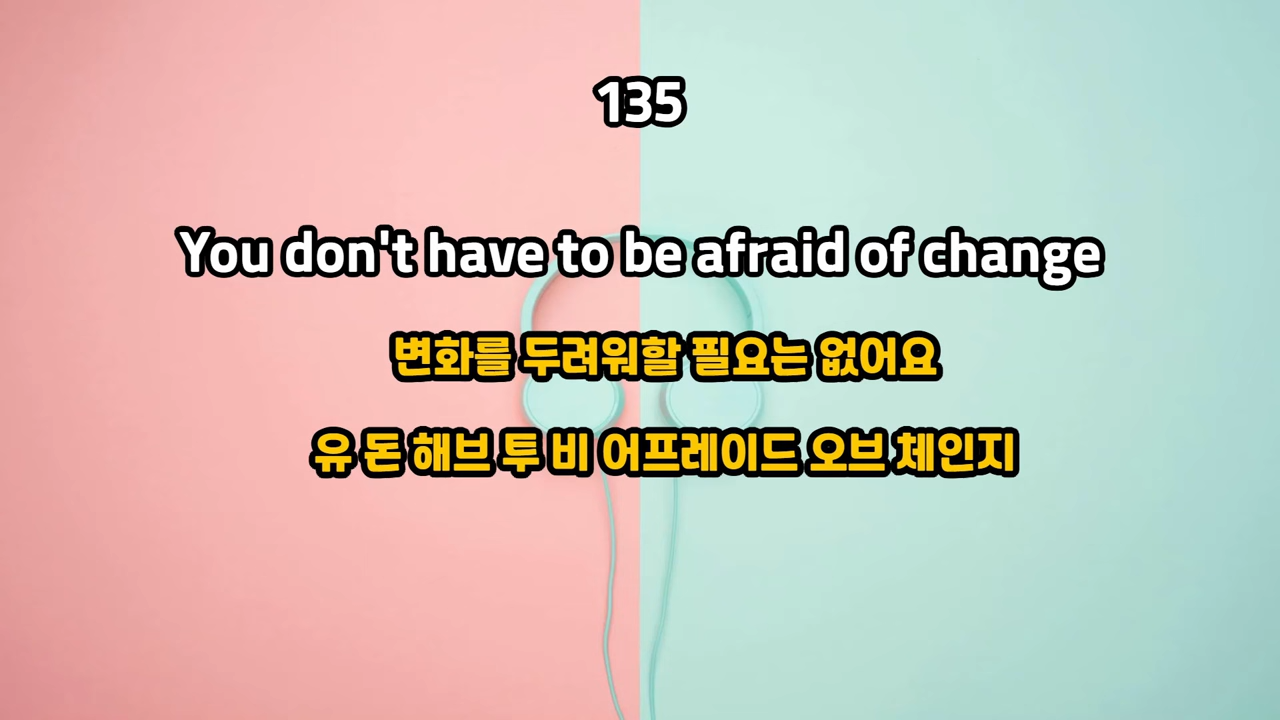 135
You don't have to be afraid of change
변화를 두려워할 필요는 없어요
유 돈 해브 투 비 어프레이드 오브 체인지